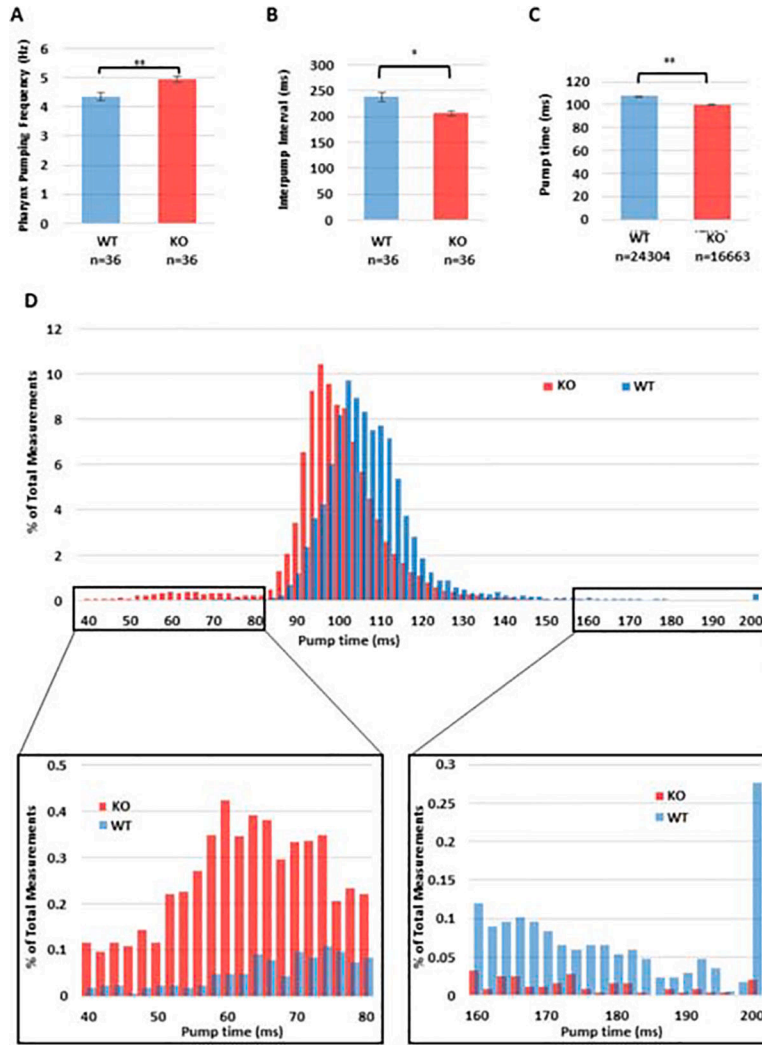 A
Pharynx Pumping Frequency (Hz)
6
5
4
3
2
1
0
**
WT
KO
n=36
n=36
B
Interpump Interval (ms)
300
250
200
150
100
50
0
*
WT
KO
n=36
n=36
C
Pump time (ms)
120
100
80
60
40
20
0
**
WT
KO
n=24304
n=16663
D
% of Total Measurements
12
10
8
6
4
2
0
KO
WT
40 50 60 70 80 90 100 110 120 130 140 150 160 170 180 190 200
Pump time (ms)
% of Total Measurements
0.5
0.4
0.3
0.2
0.1
0
KO
WT
40 50 60 70 80
Pump time (ms)
% of Total Measurements
0.3
0.25
0.2
0.15
0.1
0.05
0
KO
WT
160 170 180 190 200
Pump time (ms)